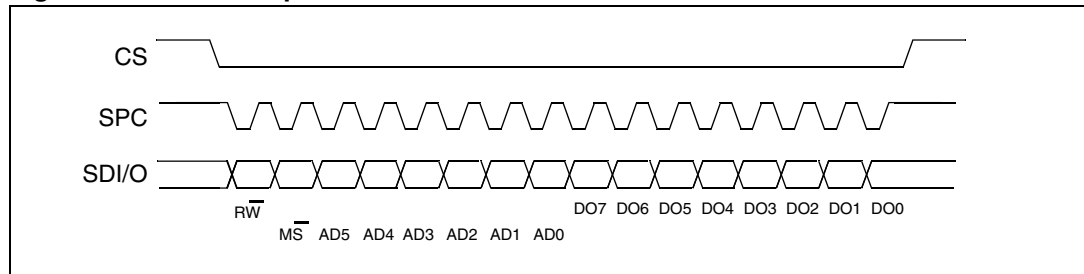 CS
SPC
SDI/O
RW̅
DO7 DO6 DO5 DO4 DO3 DO2 DO1 DO0
MS̅ AD5 AD4 AD3 AD2 AD1 AD0